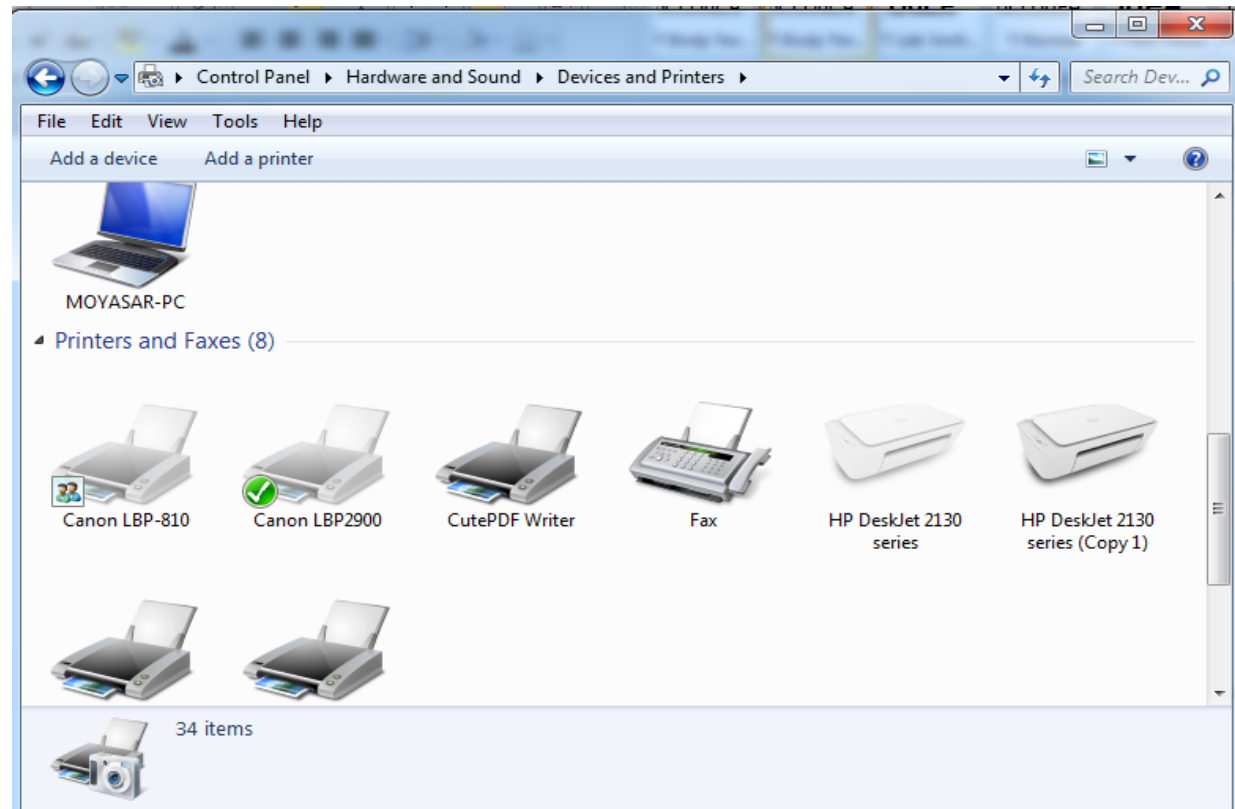 Control Panel ▸ Hardware and Sound ▸ Devices and Printers ▸
Search Dev...
File Edit View Tools Help
Add a device Add a printer
MOYASAR-PC
Printers and Faxes (8)
Canon LBP-810 Canon LBP2900 CutePDF Writer Fax HP DeskJet 2130 HP DeskJet 2130
series series (Copy 1)
34 items